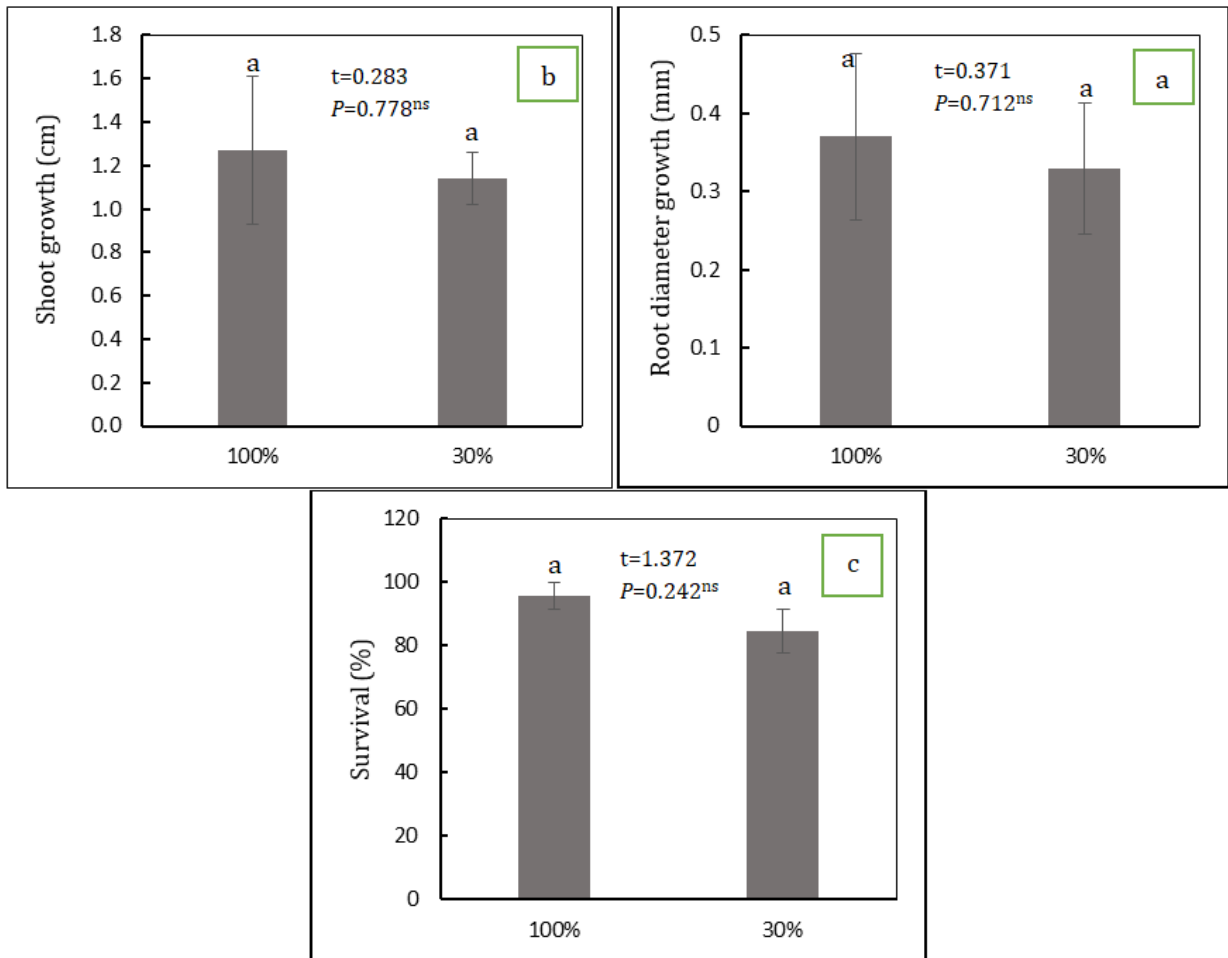 Shoot growth (cm)
1.8
1.6
1.4
1.2
1.0
0.8
0.6
0.4
0.2
0.0
a
a
t=0.283
P=0.778ns
b
100%
30%
Root diameter growth (mm)
0.5
0.4
0.3
0.2
0.1
0
a
a
t=0.371
P=0.712ns
a
100%
30%
Survival (%)
120
100
80
60
40
20
0
a
a
t=1.372
P=0.242ns
c
100%
30%